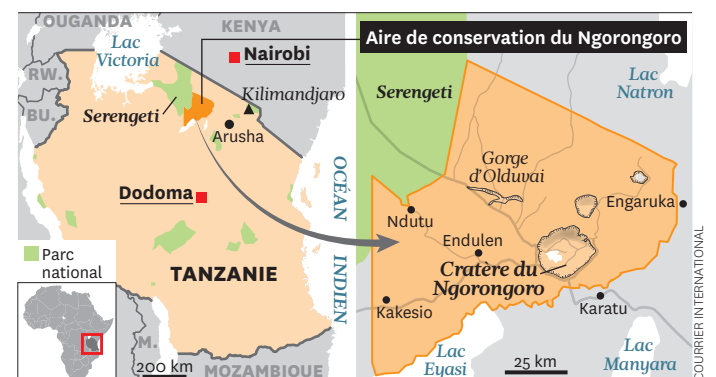 OUGANDA
KENYA
Lac
Victoria
Nairobi
RW.
BU.
Serengeti
Kilimandjaro
Arusha
Dodoma
OCÉAN
INDIEN
Parc
national
TANZANIE
M.
200 km
MOZAMBIQUE
Aire de conservation du Ngorongoro
Serengeti
Lac
Natron
Gorge
d'Olduvai
Ndutu
Engaruka
Endulen
Cratère du
Ngorongoro
Kakesio
Karatu
Lac
Eyasi
25 km
Lac
Manyara
COURRIER INTERNATIONAL